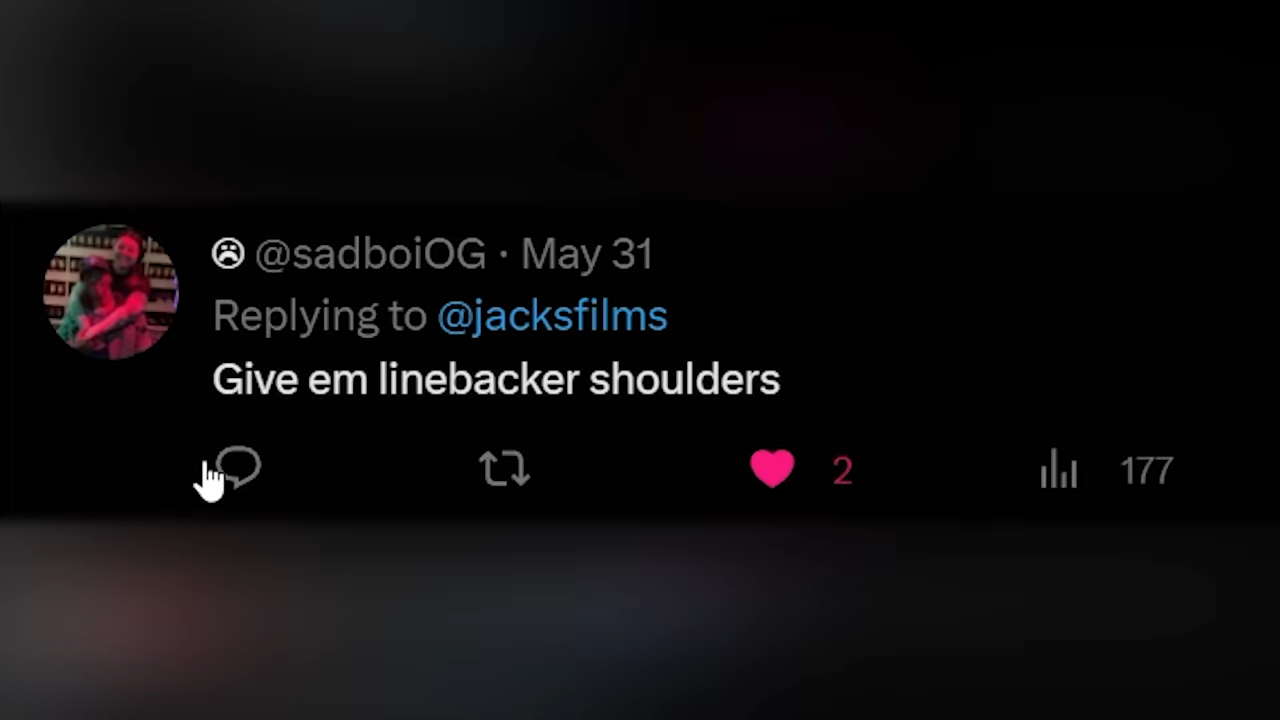 ☹ @sadboiOG · May 31
Replying to @jacksfilms
Give em linebacker shoulders
2 177